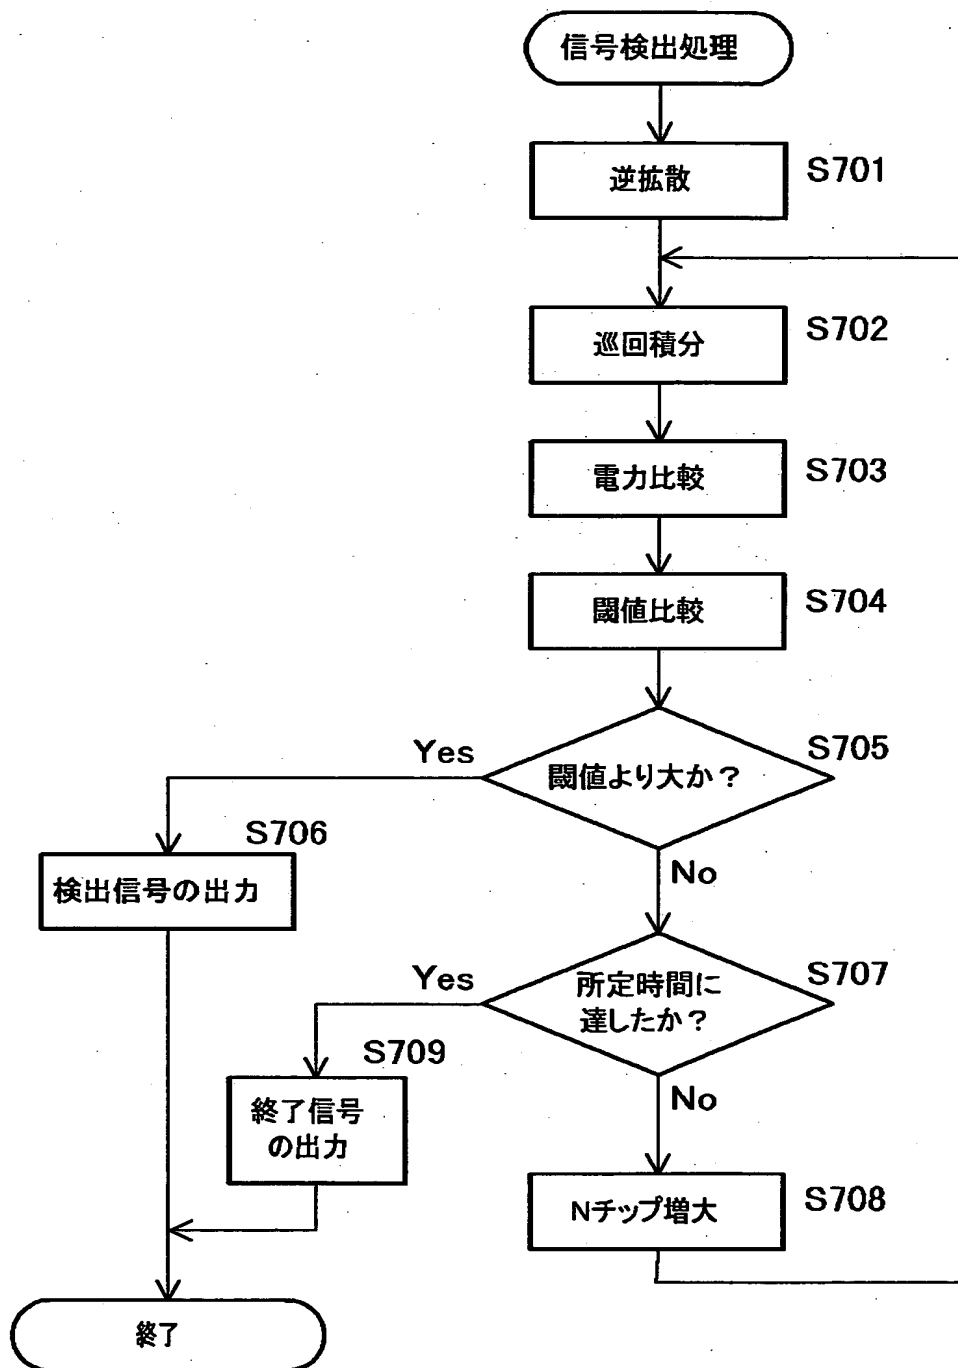 信号検出処理
逆拡散
S701
巡回積分
S702
電力比較
S703
閾値比較
S704
閾値より大か？
S705
Yes
No
S706
検出信号の出力
所定時間に
達したか？
S707
Yes
No
S709
終了信号
の出力
Nチップ増大
S708
終了